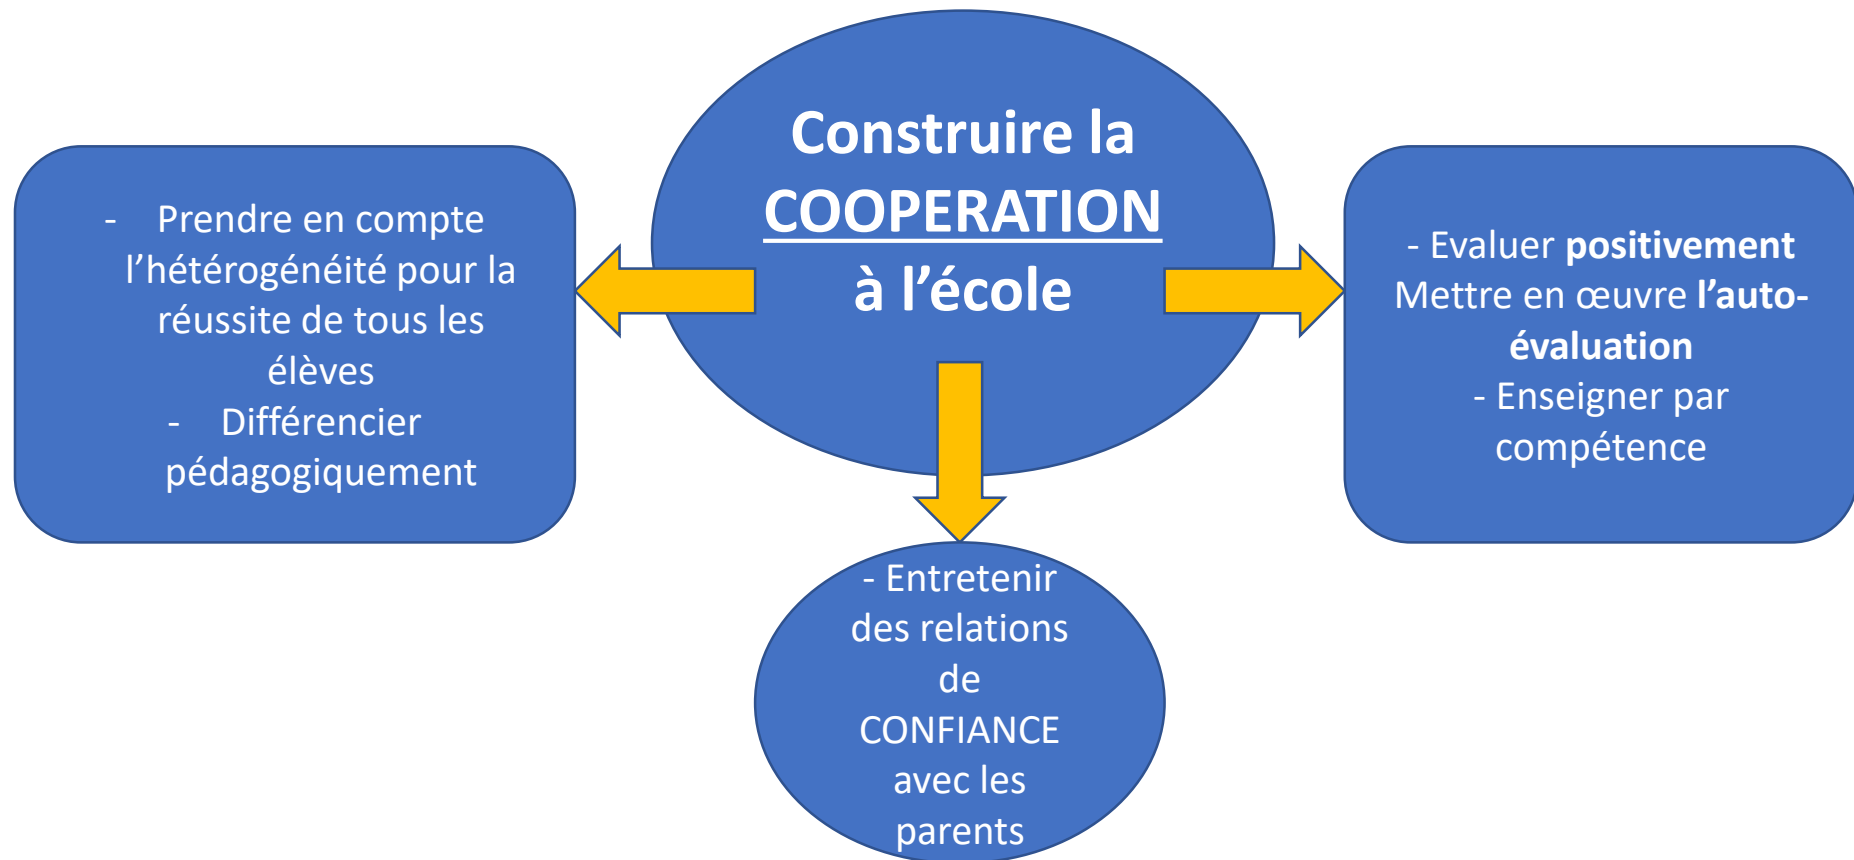 Construire la
COOPERATION
à l’école
- Prendre en compte
l’hétérogénéité pour la
réussite de tous les
élèves
- Différencier
pédagogiquement
- Evaluer positivement
Mettre en œuvre l’auto-
évaluation
- Enseigner par
compétence
- Entretenir
des relations
de
CONFIANCE
avec les
parents